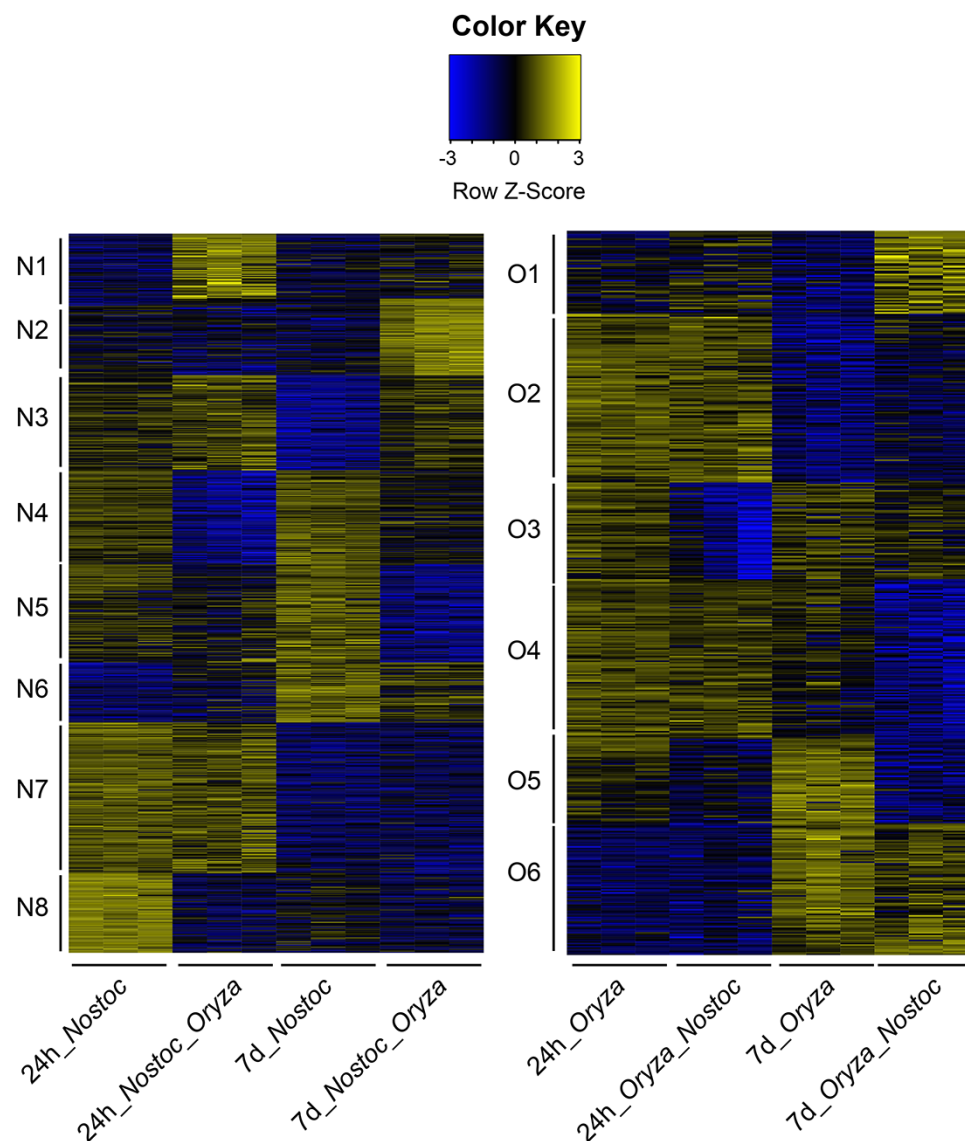 Color Key
-3 0 3
Row Z-Score
N1
N2
N3
N4
N5
N6
N7
N8
24h_Nostoc
24h_Nostoc_Oryza
7d_Nostoc
7d_Nostoc_Oryza
O1
O2
O3
O4
O5
O6
24h_Oryza
24h_Oryza_Nostoc
7d_Oryza
7d_Oryza_Nostoc